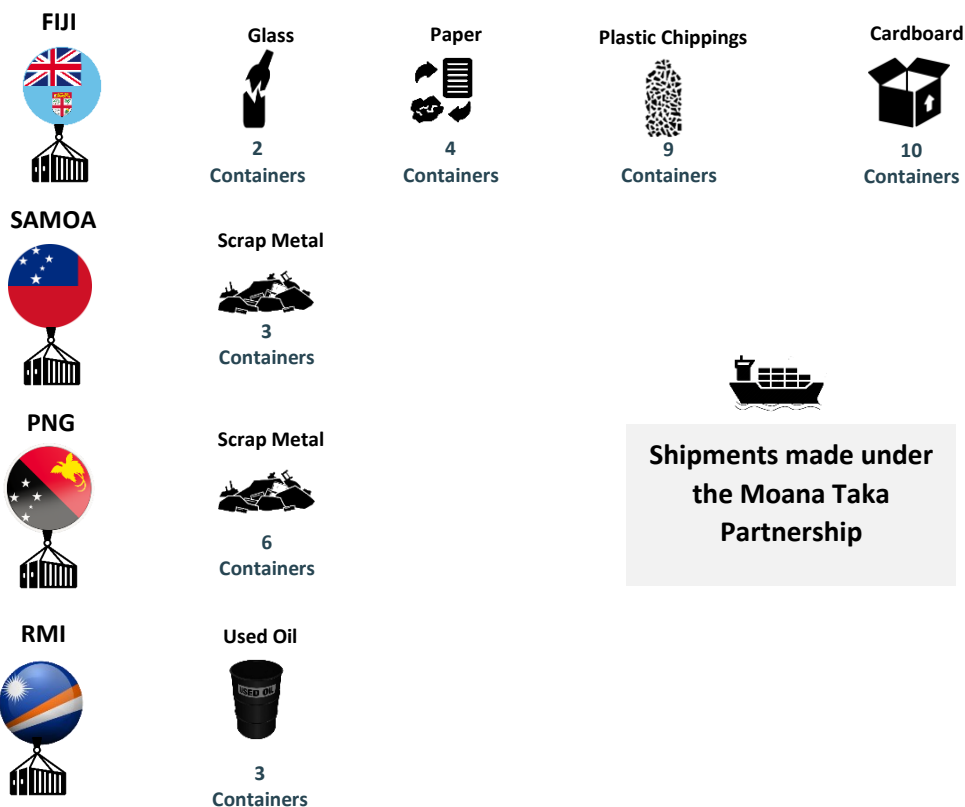 FIJI
Glass
Paper
Plastic Chippings
Cardboard
2
Containers
4
Containers
9
Containers
10
Containers
SAMOA
Scrap Metal
3
Containers
PNG
Scrap Metal
6
Containers
Shipments made under
the Moana Taka
Partnership
RMI
Used Oil
USED OIL
3
Containers